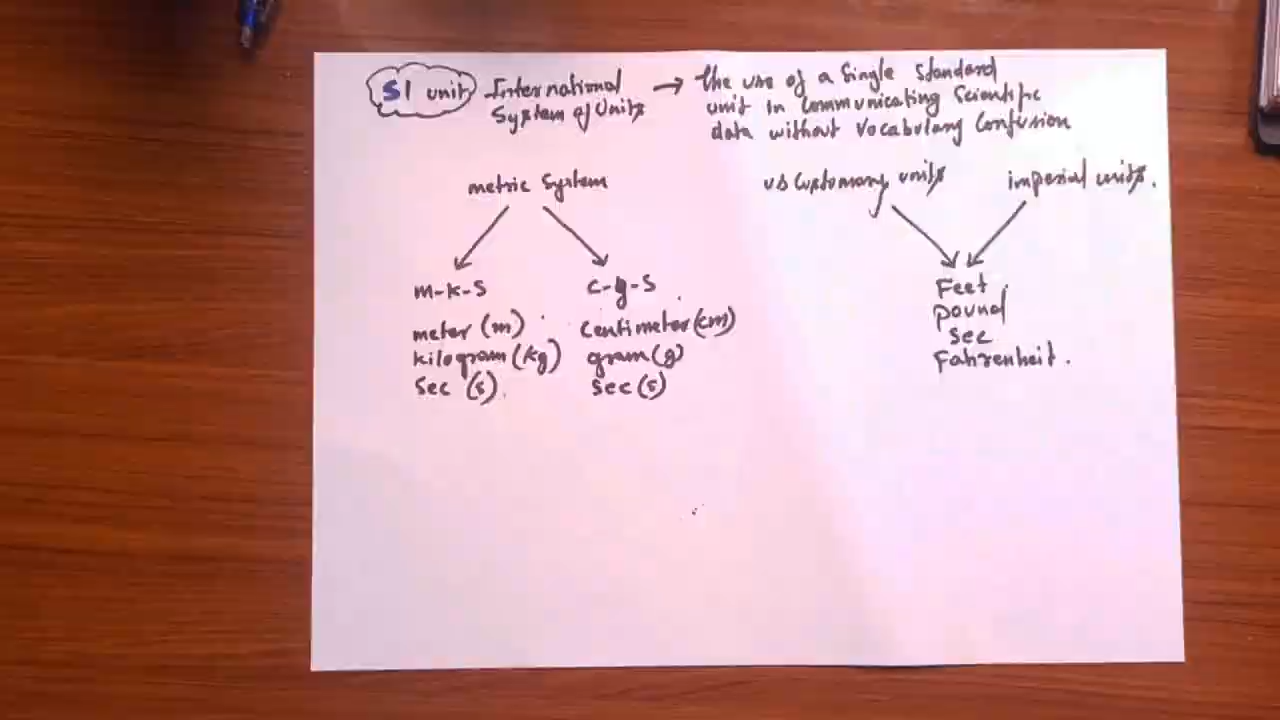 SI unit International System of Units → The use of a Single Standard
unit in Communicating Scientific
data without Vocabulary Confusion
metric System
US Customary units
imperial units.
m-k-s
meter (m)
kilogram (kg)
Sec (s).
c-g-s
Centimeter (cm)
gram (g)
Sec (s)
Feet
pound
Sec
Fahrenheit.